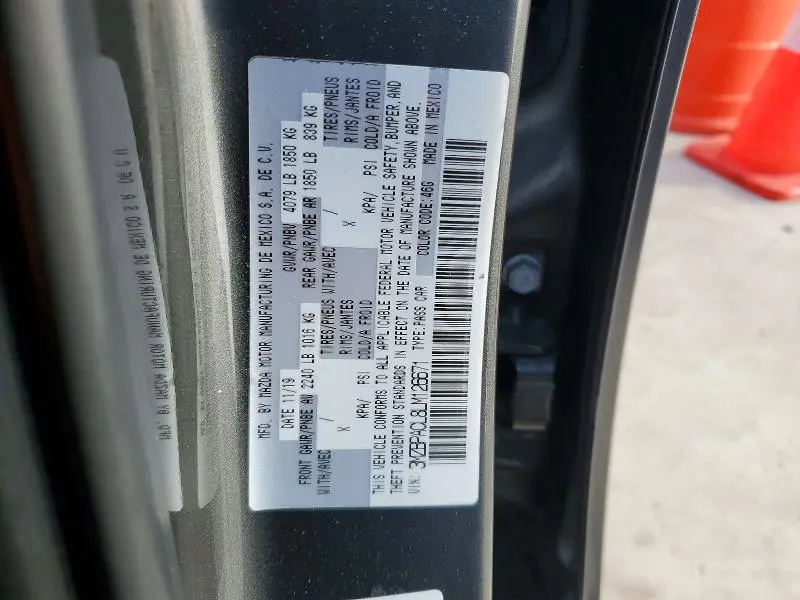 MFD. BY MAZDA MOTOR MANUFACTURING DE MEXICO S.A. DE C.V.
DATE 11/19 GVWR/PNBV 4079 LB 1850 KG
FRONT GAWR/PNBE AV 2240 LB 1016 KG REAR GAWR/PNBE AR 1850 LB 839 KG
WITH/AVEC TIRES/PNEUS WITH/AVEC TIRES/PNEUS
/ RIMS/JANTES / RIMS/JANTES
X KPA/ PSI COLD/A FROID X KPA/ PSI COLD/A FROID
THIS VEHICLE CONFORMS TO ALL APPLICABLE FEDERAL MOTOR VEHICLE SAFETY, BUMPER, AND
THEFT PREVENTION STANDARDS IN EFFECT ON THE DATE OF MANUFACTURE SHOWN ABOVE.
VIN: 3MZBPACL8LM126671 TYPE: PASS CAR COLOR CODE: 46G MADE IN MEXICO